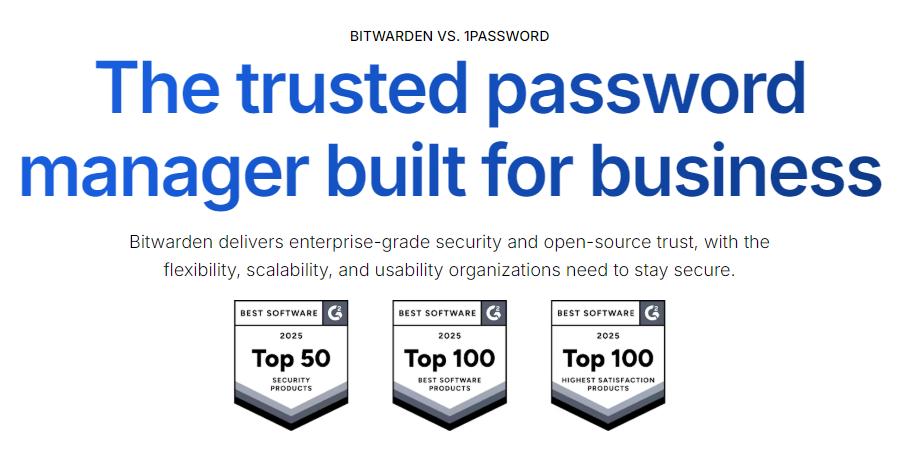 BITWARDEN VS. 1PASSWORD
The trusted password
manager built for business
Bitwarden delivers enterprise-grade security and open-source trust, with the
flexibility, scalability, and usability organizations need to stay secure.
BEST SOFTWARE G2
2025
Top 50
SECURITY
PRODUCTS
BEST SOFTWARE G2
2025
Top 100
BEST SOFTWARE
PRODUCTS
BEST SOFTWARE G2
2025
Top 100
HIGHEST SATISFACTION
PRODUCTS